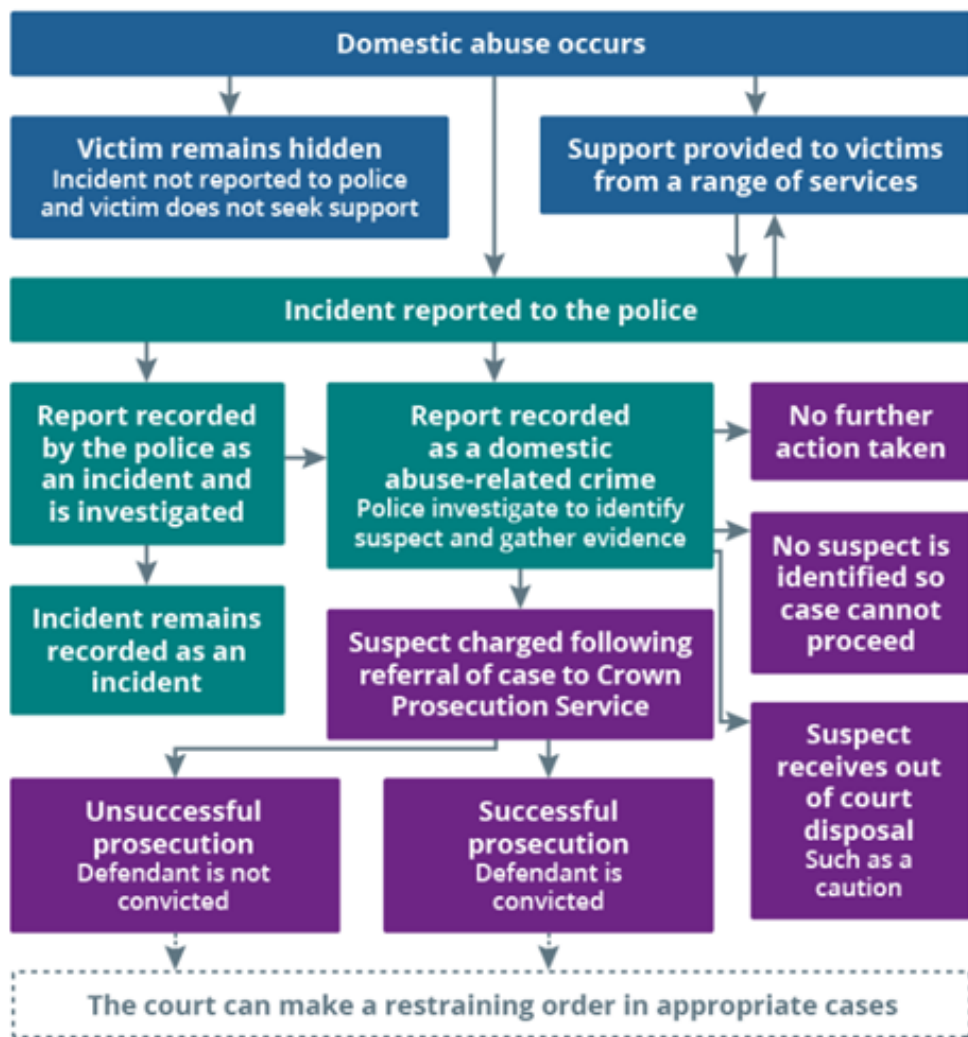 Domestic abuse occurs
Victim remains hidden
Incident not reported to police
and victim does not seek support
Support provided to victims
from a range of services
Incident reported to the police
Report recorded
by the police as
an incident and
is investigated
Report recorded
as a domestic
abuse-related crime
Police investigate to identify
suspect and gather evidence
No further
action taken
No suspect is
identified so
case cannot
proceed
Incident remains
recorded as an
incident
Suspect charged following
referral of case to Crown
Prosecution Service
Suspect
receives out
of court
disposal
Such as a
caution
Unsuccessful
prosecution
Defendant is not
convicted
Successful
prosecution
Defendant is
convicted
The court can make a restraining order in appropriate cases